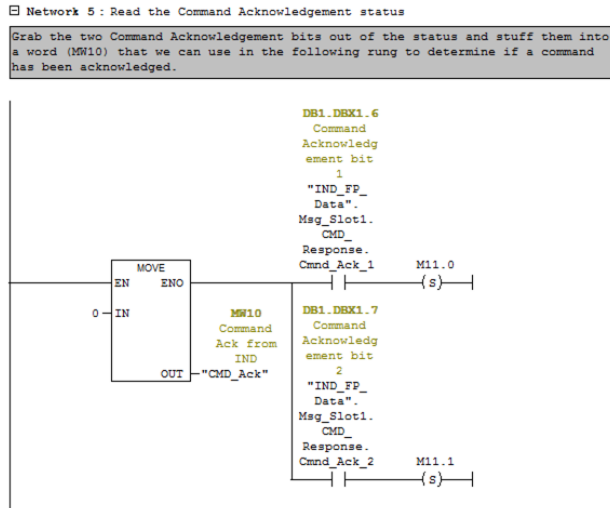 Network 5 : Read the Command Acknowledgement status
Grab the two Command Acknowledgement bits out of the status and stuff them into
a word (MW10) that we can use in the following rung to determine if a command
has been acknowledged.
DB1.DBX1.6
Command
Acknowledg
ement bit
1
"IND_FP_
Data".
Msg_Slot1.
CMD_
Response.
Cmnd_Ack_1
M11.0
S
MOVE
EN
ENO
0
IN
MW10
Command
Ack from
IND
OUT
"CMD_Ack"
DB1.DBX1.7
Command
Acknowledg
ement bit
2
"IND_FP_
Data".
Msg_Slot1.
CMD_
Response.
Cmnd_Ack_2
M11.1
S